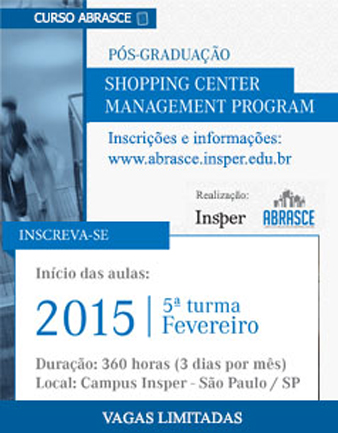 CURSO ABRASCE
PÓS-GRADUAÇÃO
SHOPPING CENTER
MANAGEMENT PROGRAM
Inscrições e informações:
www.abrasce.insper.edu.br
Realização:
Insper ABRASCE
INSCREVA-SE
Início das aulas:
2015 5ª turma
Fevereiro
Duração: 360 horas (3 dias por mês)
Local: Campus Insper - São Paulo / SP
VAGAS LIMITADAS